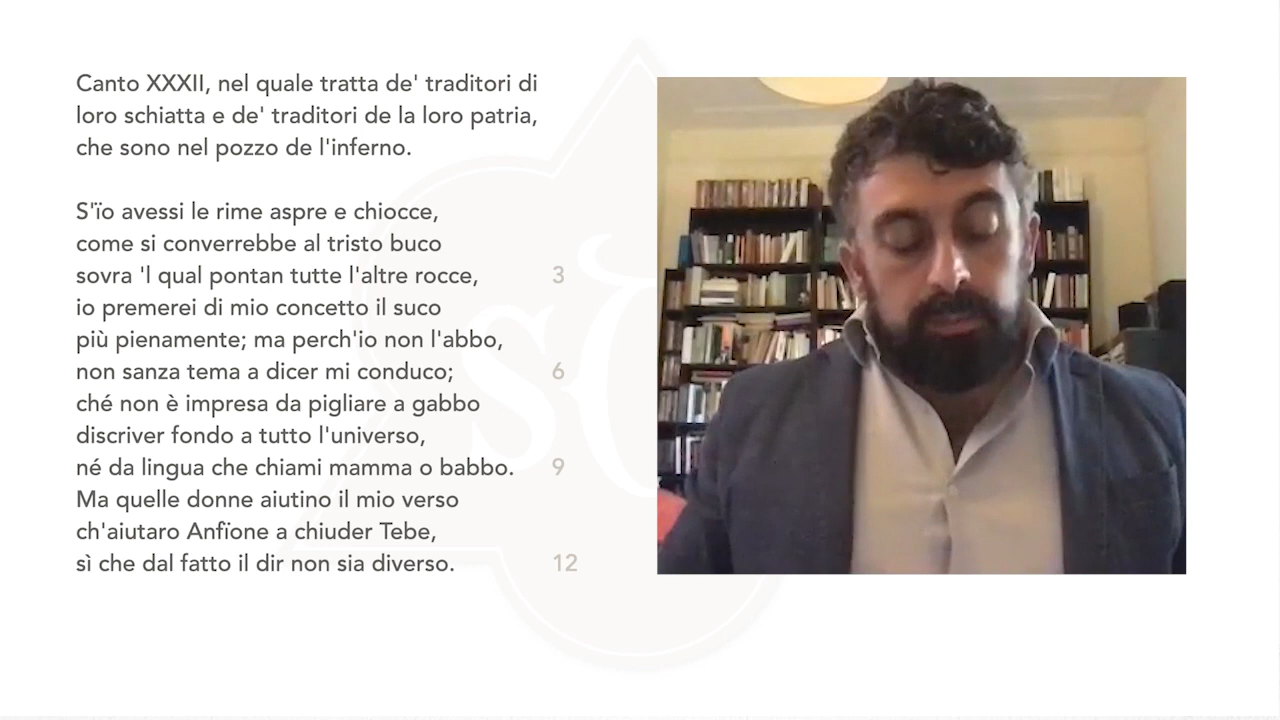 Canto XXXII, nel quale tratta de' traditori di
loro schiatta e de' traditori de la loro patria,
che sono nel pozzo de l'inferno.
S'ïo avessi le rime aspre e chiocce,
come si converrebbe al tristo buco
sovra 'l qual pontan tutte l'altre rocce, 3
io premerei di mio concetto il suco
più pienamente; ma perch'io non l'abbo,
non sanza tema a dicer mi conduco; 6
ché non è impresa da pigliare a gabbo
discriver fondo a tutto l'universo,
né da lingua che chiami mamma o babbo. 9
Ma quelle donne aiutino il mio verso
ch'aiutaro Anfïone a chiuder Tebe,
sì che dal fatto il dir non sia diverso. 12